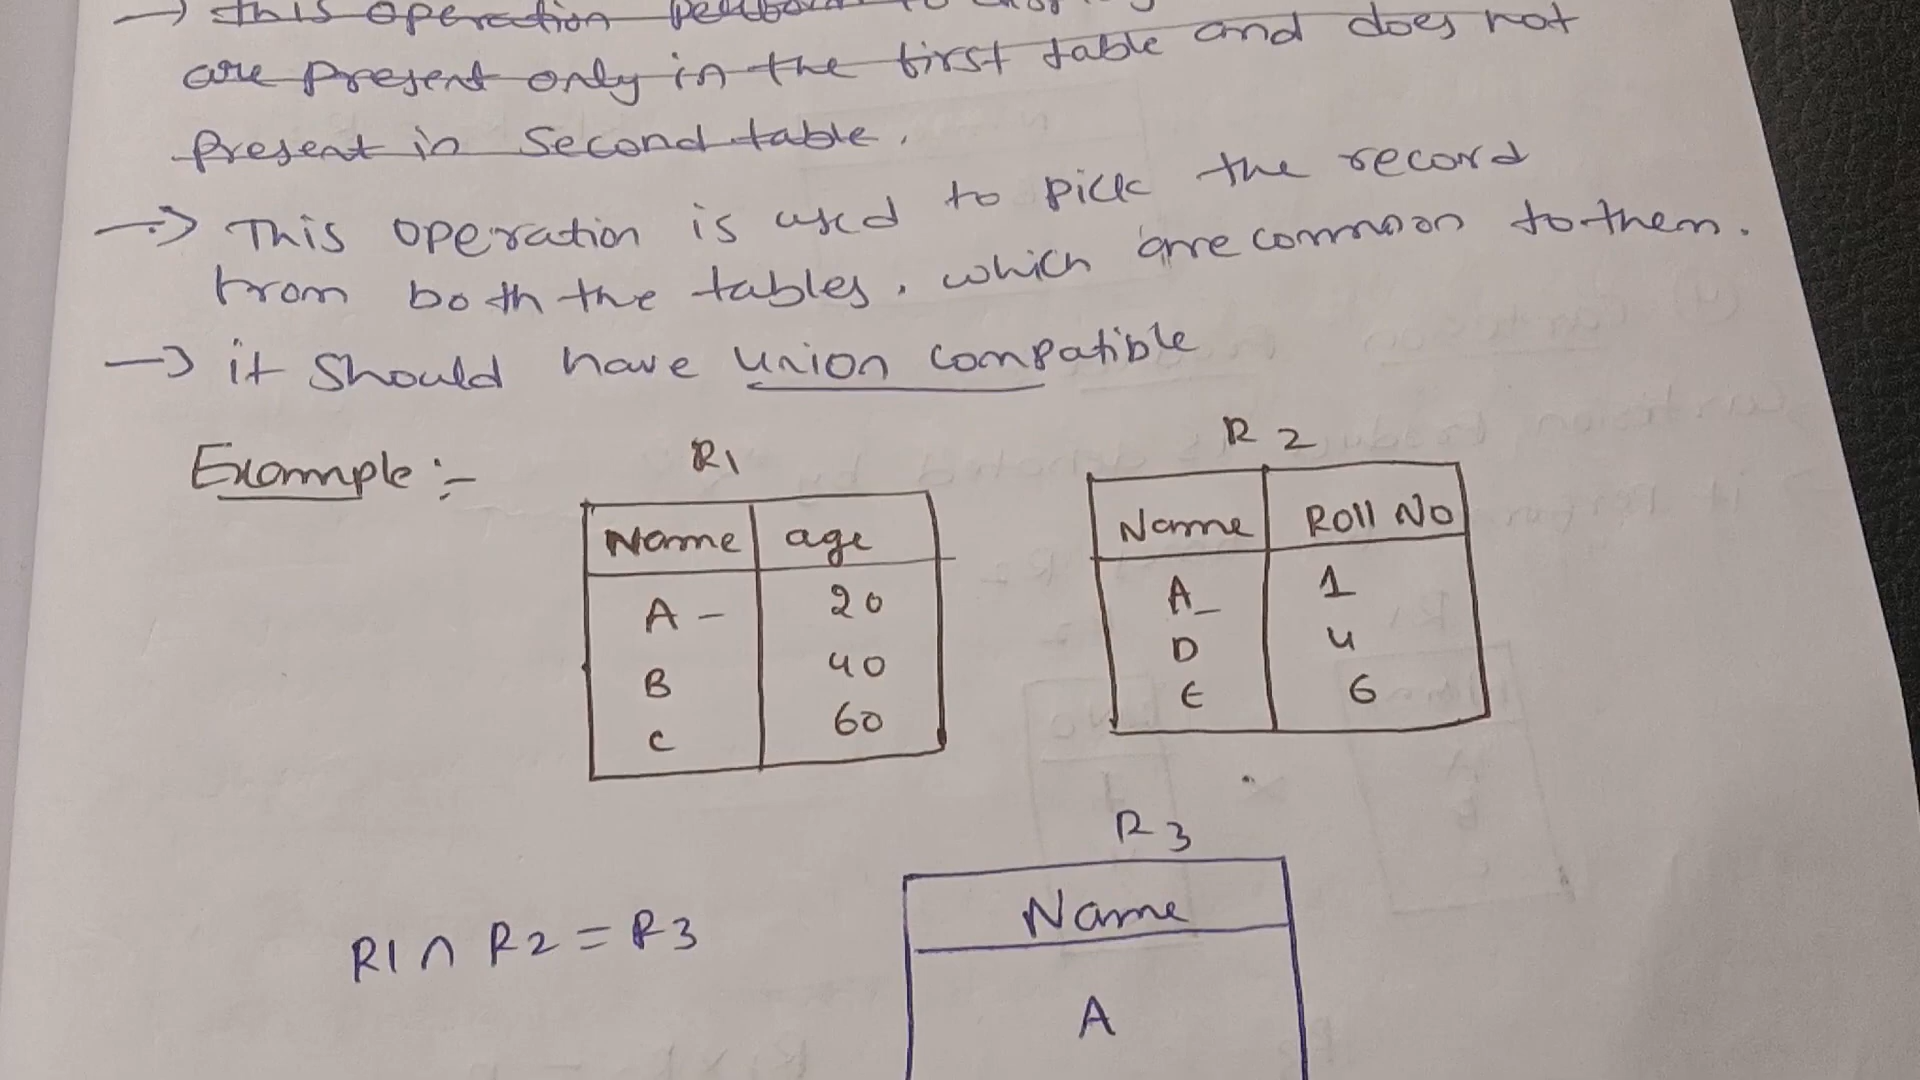 → this operation
are present only in the first table and does not
present in Second table.
→ This operation is used to pick the record
from both the tables, which are common to them.
→ it should have union compatible
Example :-
R1
Name age
A - 20
B 40
C 60
R2
Name Roll No
A - 1
D 4
E 6
R1 ∩ R2 = R3
R3
Name
A